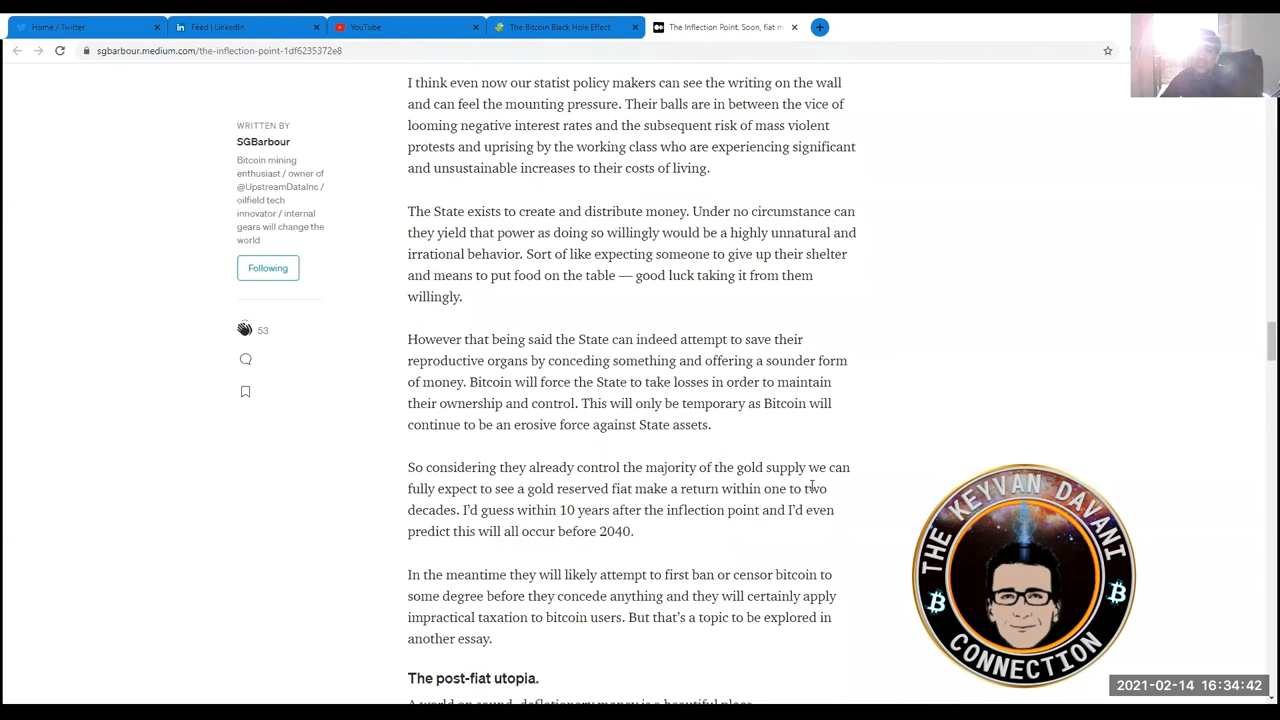 Home / Twitter
Feed | LinkedIn
YouTube
The Bitcoin Black Hole Effect
The Inflection Point. Soon, fiat m
sgbarbour.medium.com/the-inflection-point-1df6235372e8
WRITTEN BY
SGBarbour
Bitcoin mining
enthusiast / owner of
@UpstreamDataInc /
oilfield tech
innovator / internal
gears will change the
world
Following
53
I think even now our statist policy makers can see the writing on the wall
and can feel the mounting pressure. Their balls are in between the vice of
looming negative interest rates and the subsequent risk of mass violent
protests and uprising by the working class who are experiencing significant
and unsustainable increases to their costs of living.
The State exists to create and distribute money. Under no circumstance can
they yield that power as doing so willingly would be a highly unnatural and
irrational behavior. Sort of like expecting someone to give up their shelter
and means to put food on the table — good luck taking it from them
willingly.
However that being said the State can indeed attempt to save their
reproductive organs by conceding something and offering a sounder form
of money. Bitcoin will force the State to take losses in order to maintain
their ownership and control. This will only be temporary as Bitcoin will
continue to be an erosive force against State assets.
So considering they already control the majority of the gold supply we can
fully expect to see a gold reserved fiat make a return within one to two
decades. I'd guess within 10 years after the inflection point and I'd even
predict this will all occur before 2040.
In the meantime they will likely attempt to first ban or censor bitcoin to
some degree before they concede anything and they will certainly apply
impractical taxation to bitcoin users. But that's a topic to be explored in
another essay.
The post-fiat utopia.
A world on sound, deflationary money is a beautiful place
THE KEYVAN DAVANI
CONNECTION
2021-02-14 16:34:42